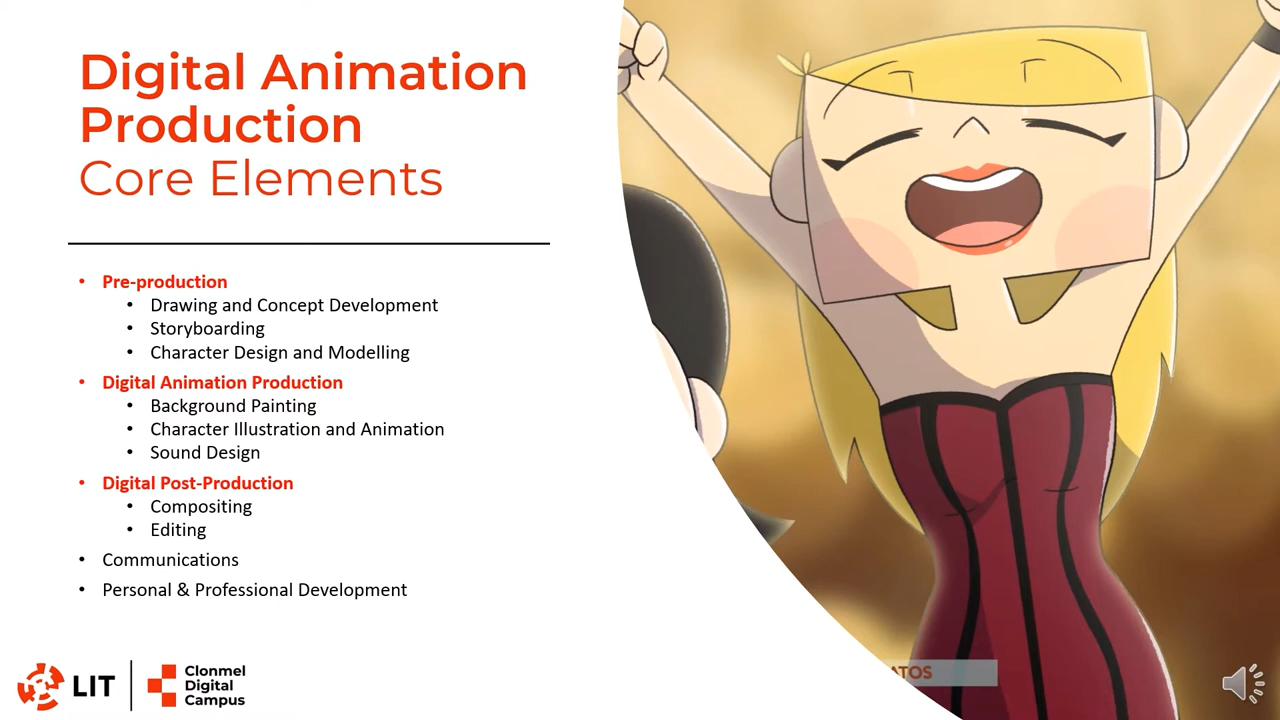 Digital Animation
Production
Core Elements
• Pre-production
• Drawing and Concept Development
• Storyboarding
• Character Design and Modelling
• Digital Animation Production
• Background Painting
• Character Illustration and Animation
• Sound Design
• Digital Post-Production
• Compositing
• Editing
• Communications
• Personal & Professional Development
LIT
Clonmel
Digital
Campus